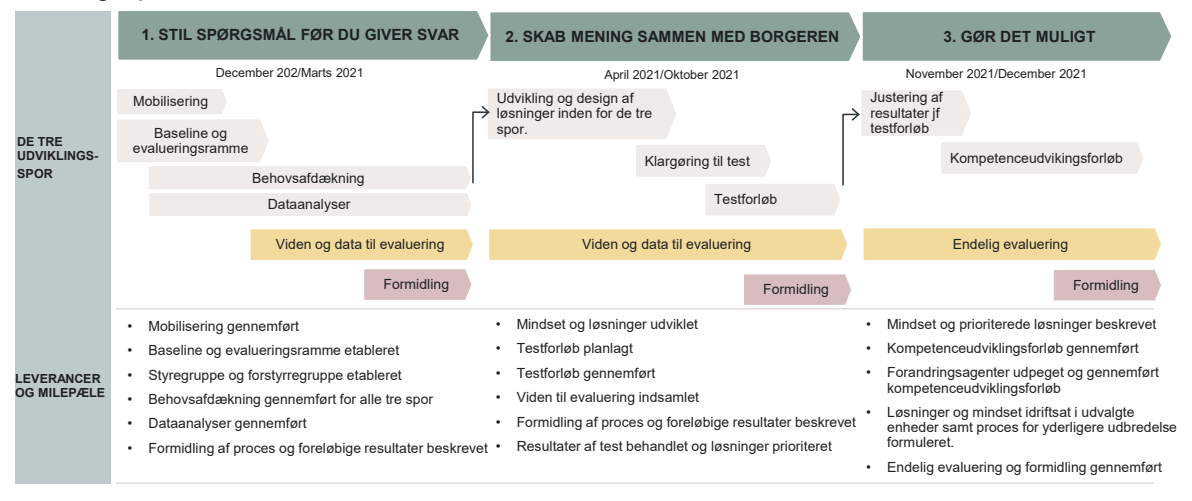 1. STIL SPØRGSMÅL FØR DU GIVER SVAR
2. SKAB MENING SAMMEN MED BORGEREN
3. GØR DET MULIGT
December 202/Marts 2021
April 2021/Oktober 2021
November 2021/December 2021
DE TRE
UDVIKLINGS-
SPOR
Mobilisering
Baseline og
evalueringsramme
Behovsafdækning
Dataanalyser
Viden og data til evaluering
Formidling
Udvikling og design af
løsninger inden for de tre
spor.
Klargøring til test
Testforløb
Viden og data til evaluering
Formidling
Justering af
resultater jf
testforløb
Kompetenceudvikingsforløb
Endelig evaluering
Formidling
LEVERANCER
OG MILEPÆLE
• Mobilisering gennemført
• Baseline og evalueringsramme etableret
• Styregruppe og forstyrregruppe etableret
• Behovsafdækning gennemført for alle tre spor
• Dataanalyser gennemført
• Formidling af proces og foreløbige resultater beskrevet
• Mindset og løsninger udviklet
• Testforløb planlagt
• Testforløb gennemført
• Viden til evaluering indsamlet
• Formidling af proces og foreløbige resultater beskrevet
• Resultater af test behandlet og løsninger prioriteret
• Mindset og prioriterede løsninger beskrevet
• Kompetenceudviklingsforløb gennemført
• Forandringsagenter udpeget og gennemført
kompetenceudviklingsforløb
• Løsninger og mindset idriftsat i udvalgte
enheder samt proces for yderligere udbredelse
formuleret.
• Endelig evaluering og formidling gennemført